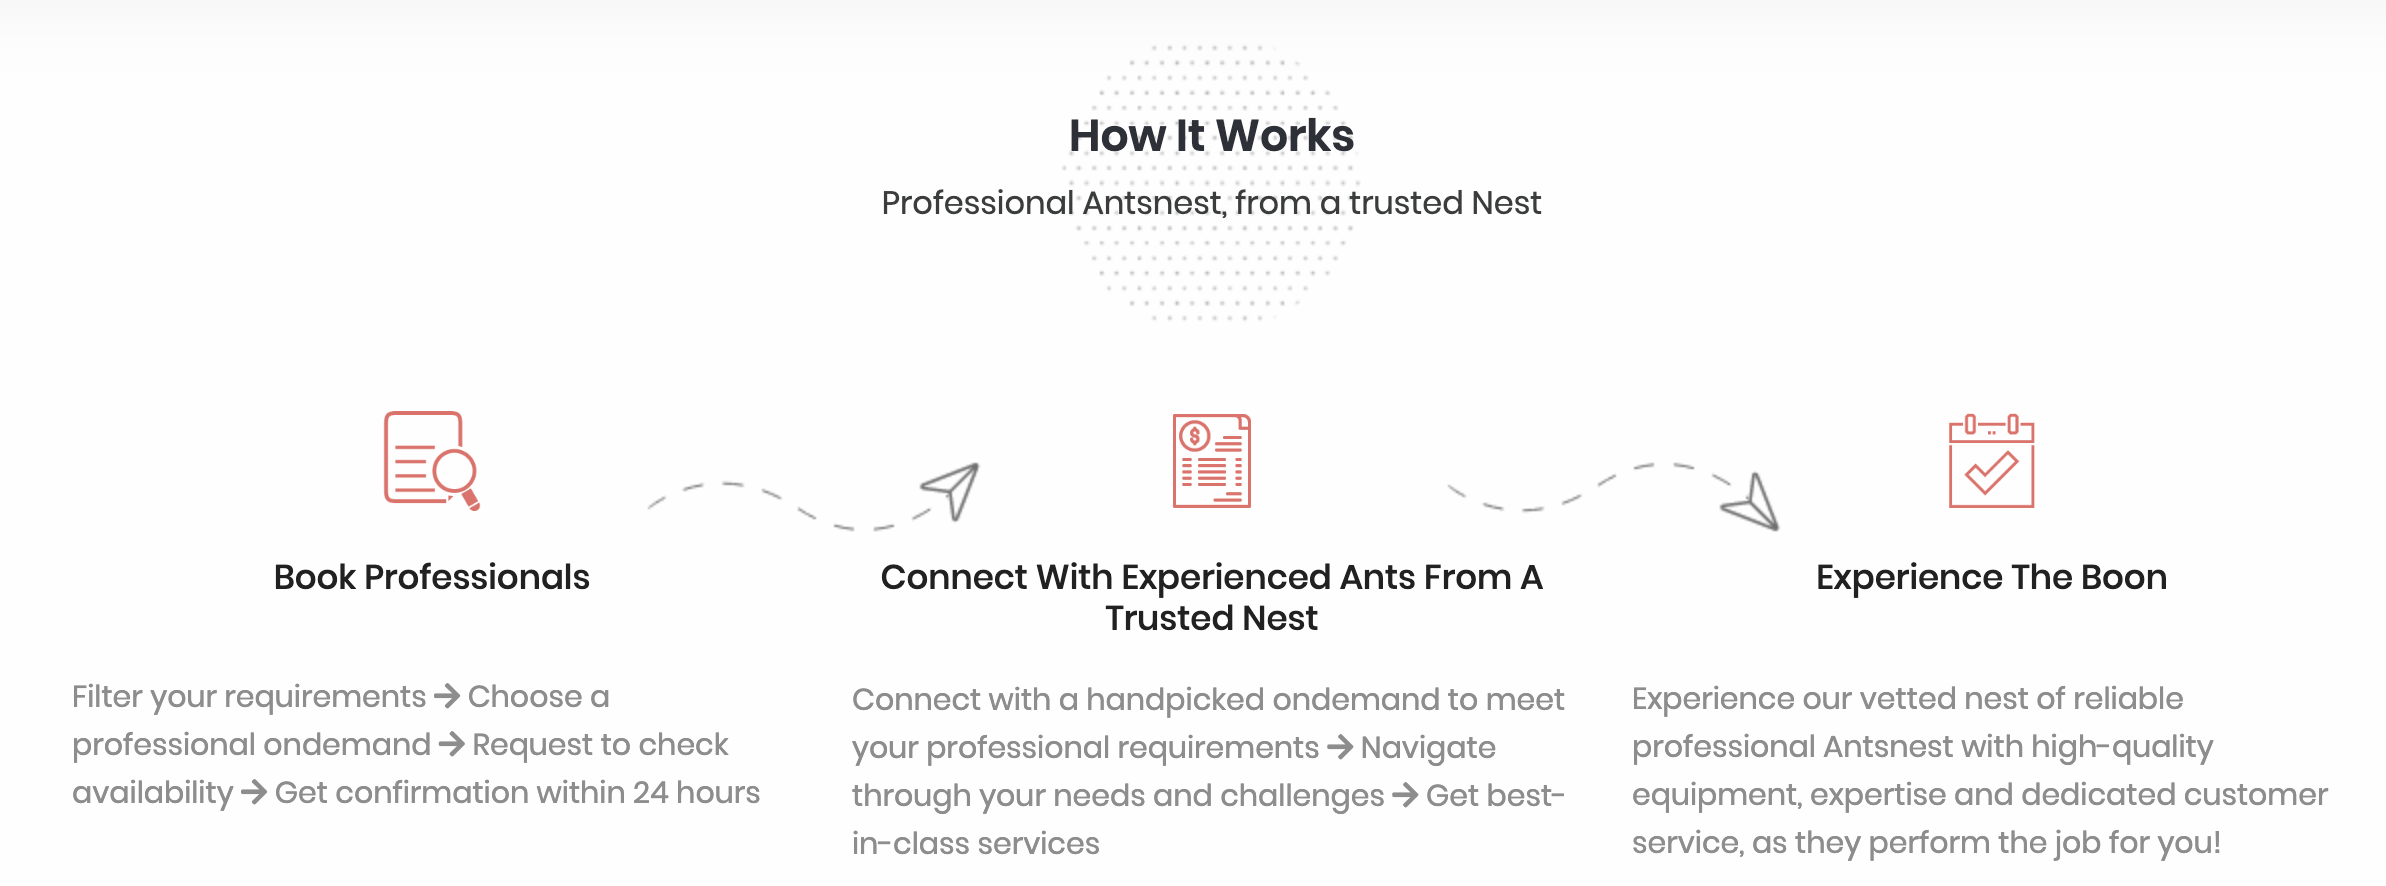 How It Works
Professional Antsnest, from a trusted Nest
Book Professionals
Filter your requirements → Choose a
professional ondemand → Request to check
availability → Get confirmation within 24 hours
$
Connect With Experienced Ants From A
Trusted Nest
Connect with a handpicked ondemand to meet
your professional requirements → Navigate
through your needs and challenges → Get best-
in-class services
Experience The Boon
Experience our vetted nest of reliable
professional Antsnest with high-quality
equipment, expertise and dedicated customer
service, as they perform the job for you!